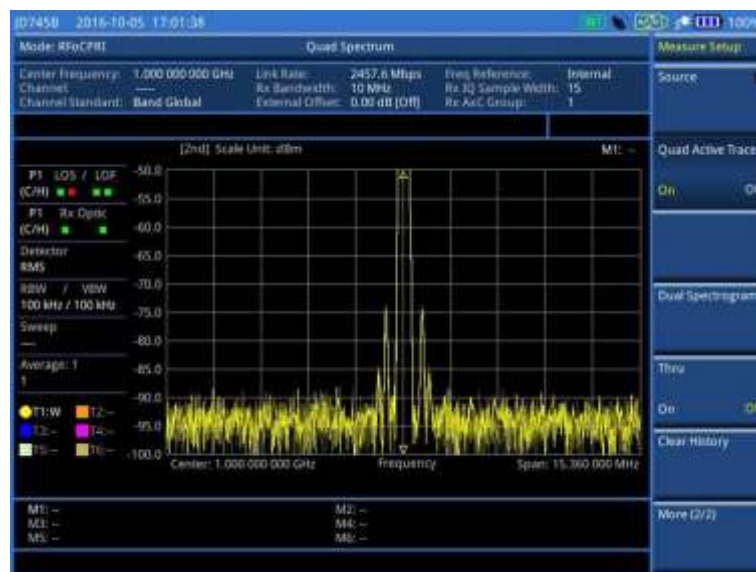 JD745B 2016-10-05 17:01:38 INT 100%
Mode: RFoCPRI Quad Spectrum Measure Setup
Center Frequency: 1.000 000 000 GHz Link Rate: 2457.6 Mbps Freq Reference: Internal
Channel: ---- Rx Bandwidth: 10 MHz Rx IQ Sample Width: 15
Channel Standard: Band Global External Offset: 0.00 dB [Off] Rx AxC Group: 1
Source
[2nd] Scale Unit: dBm M1: --
Quad Active Trace
On
P1 LOS / LOF
(C/H)
P1 Rx Optic
(C/H)
Detector
RMS
RBW / VBW
100 kHz / 100 kHz
Sweep
---
Average: 1
1
T1:W T2:--
T3:-- T4:--
T5:-- T6:--
-50.0
-55.0
-60.0
-65.0
-70.0
-75.0
-80.0
-85.0
-90.0
-95.0
-100.0
Center: 1.000 000 000 GHz Frequency Span: 15.360 000 MHz
Dual Spectrogram
Thru
On
Clear History
More (2/2)
M1: -- M2: --
M3: -- M4: --
M5: -- M6: --